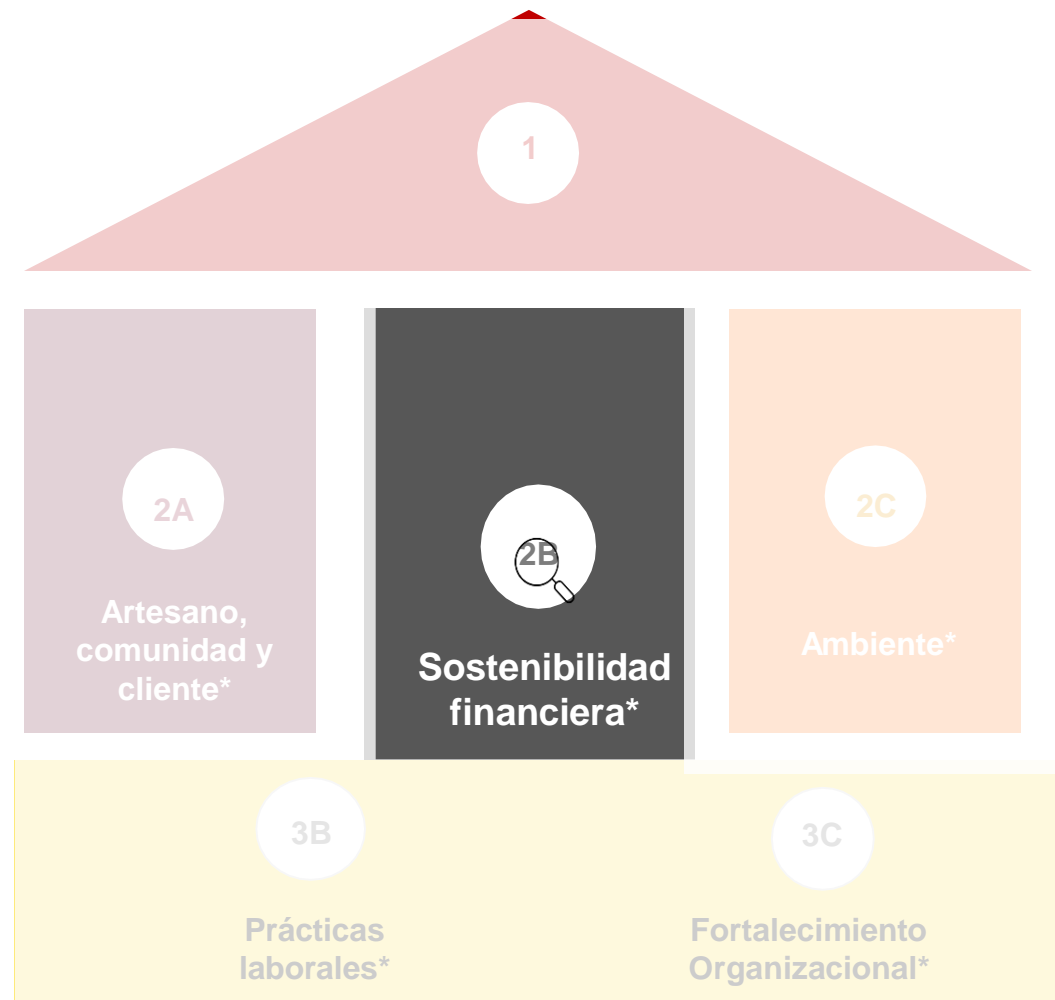 1
2A
Artesano,
comunidad y
cliente*
2B
Sostenibilidad
financiera*
2C
Ambiente*
3B
Prácticas
laborales*
3C
Fortalecimiento
Organizacional*